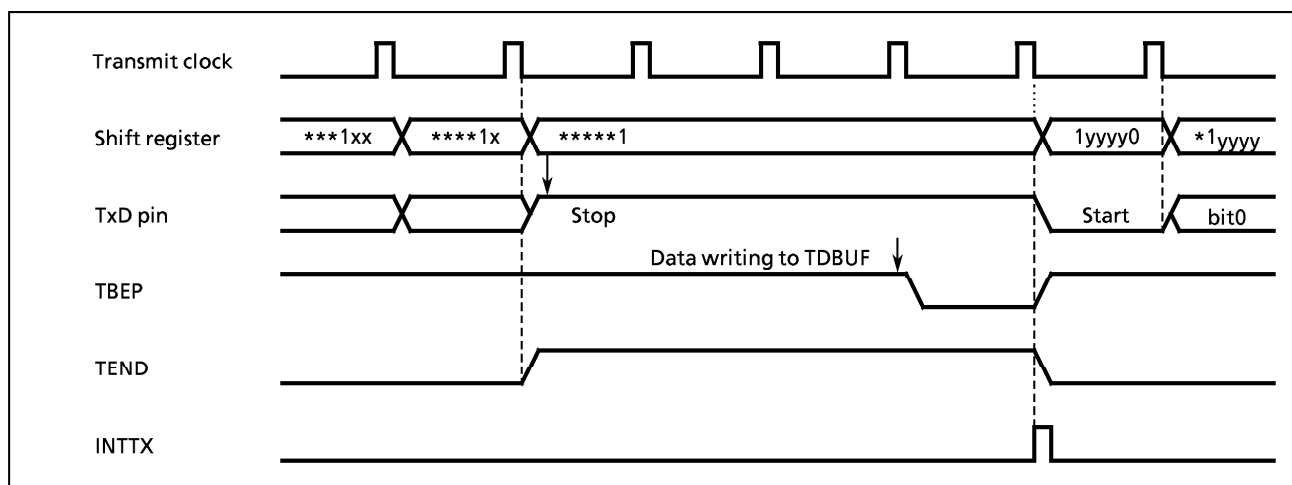 Transmit clock
Shift register ***1xx ****1x *****1 1yyyy0 *1yyyy
TxD pin Stop Start bit0
Data writing to TDBUF
TBEP
TEND
INTTX